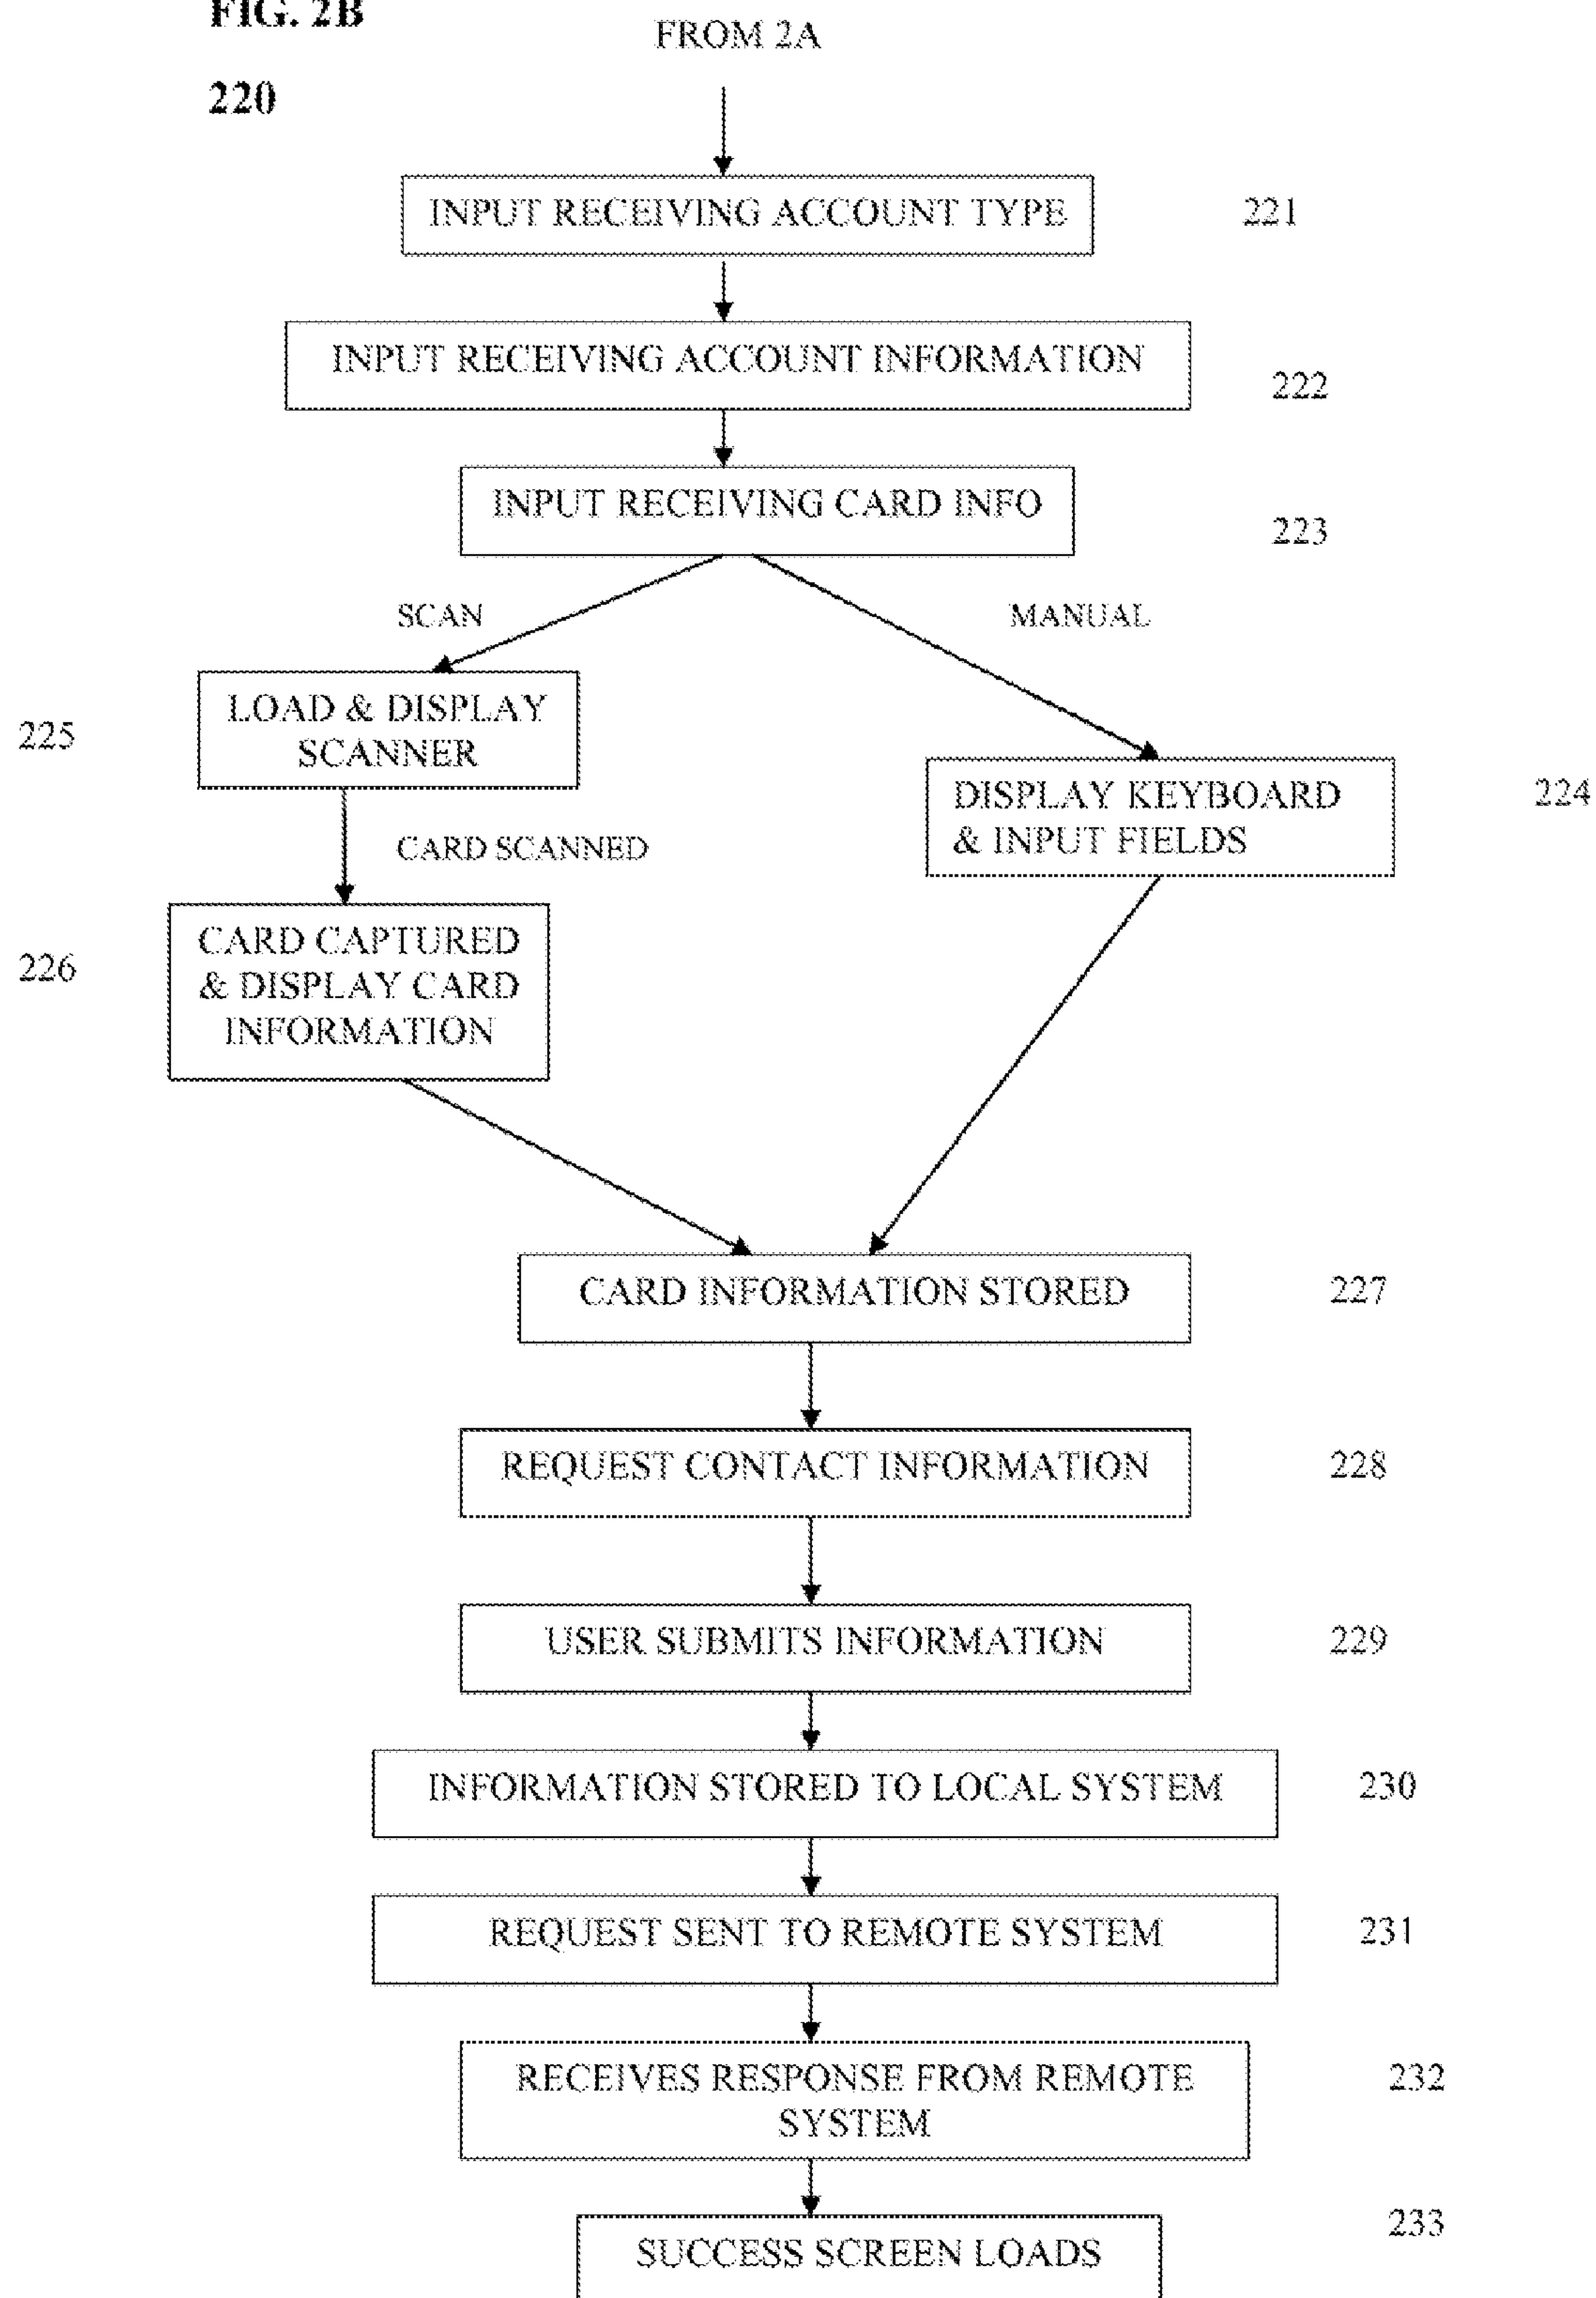 FIG. 2B
FROM 2A
220
INPUT RECEIVING ACCOUNT TYPE
221
INPUT RECEIVING ACCOUNT INFORMATION
222
INPUT RECEIVING CARD INFO
223
SCAN
MANUAL
LOAD & DISPLAY
SCANNER
225
DISPLAY KEYBOARD
& INPUT FIELDS
224
CARD SCANNED
CARD CAPTURED
& DISPLAY CARD
INFORMATION
226
CARD INFORMATION STORED
227
REQUEST CONTACT INFORMATION
228
USER SUBMITS INFORMATION
229
INFORMATION STORED TO LOCAL SYSTEM
230
REQUEST SENT TO REMOTE SYSTEM
231
RECEIVES RESPONSE FROM REMOTE
SYSTEM
232
SUCCESS SCREEN LOADS
233